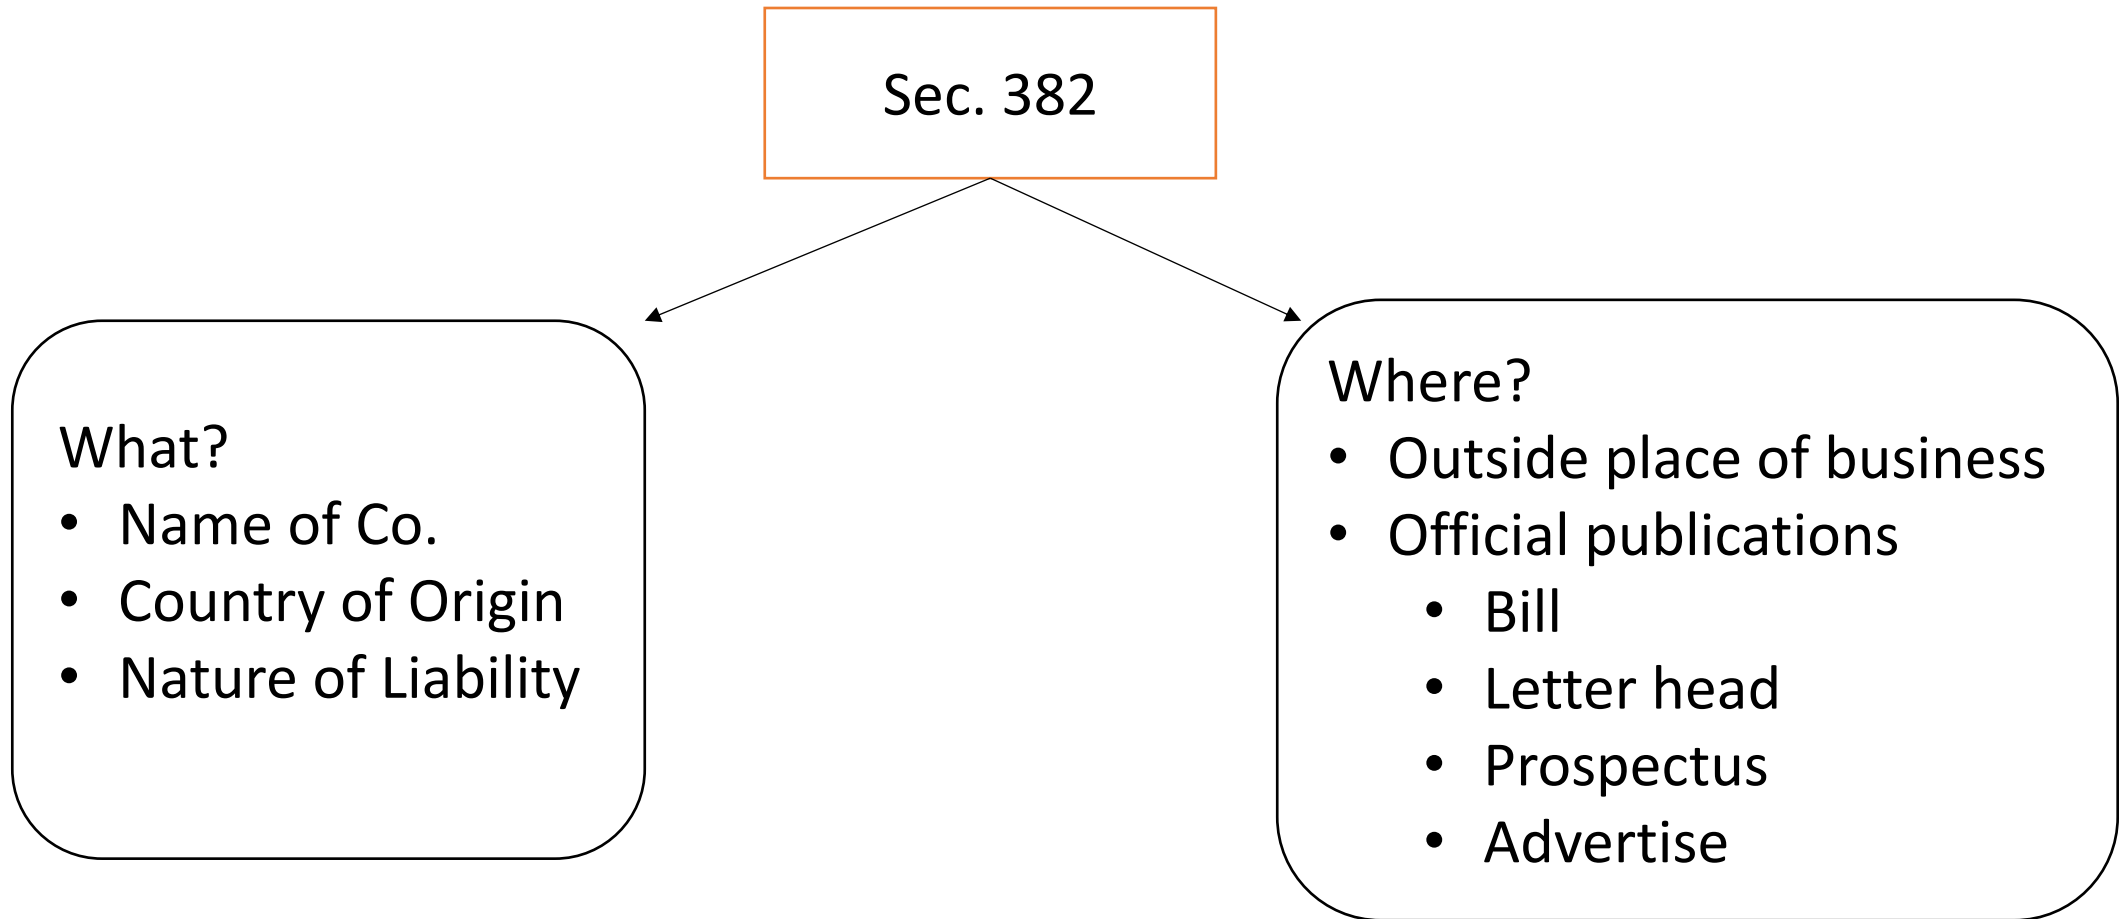 Sec. 382
What?
• Name of Co.
• Country of Origin
• Nature of Liability
Where?
• Outside place of business
• Official publications
• Bill
• Letter head
• Prospectus
• Advertise